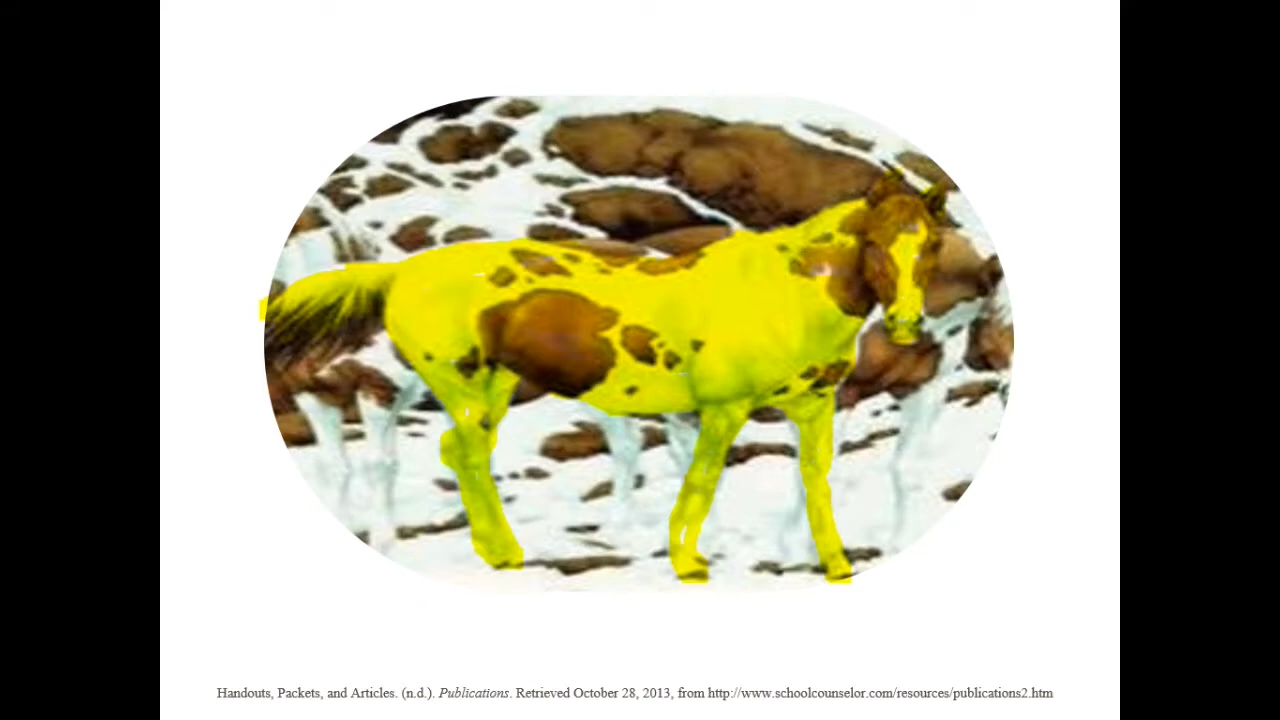 Handouts, Packets, and Articles. (n.d.). Publications. Retrieved October 28, 2013, from http://www.schoolcounselor.com/resources/publications2.htm